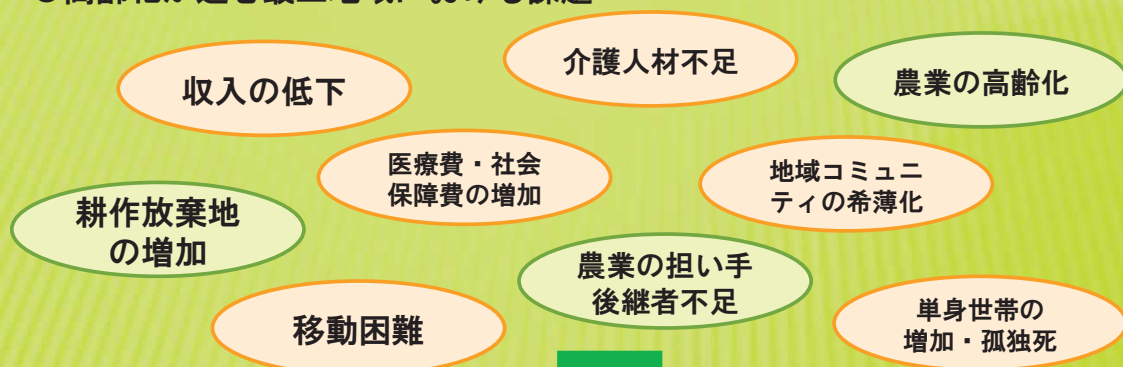 介護人材不足
収入の低下
農業の高齢化
医療費・社会
保障費の増加
地域コミュニ
ティの希薄化
耕作放棄地
の増加
農業の担い手
後継者不足
移動困難
単身世帯の
増加・孤独死